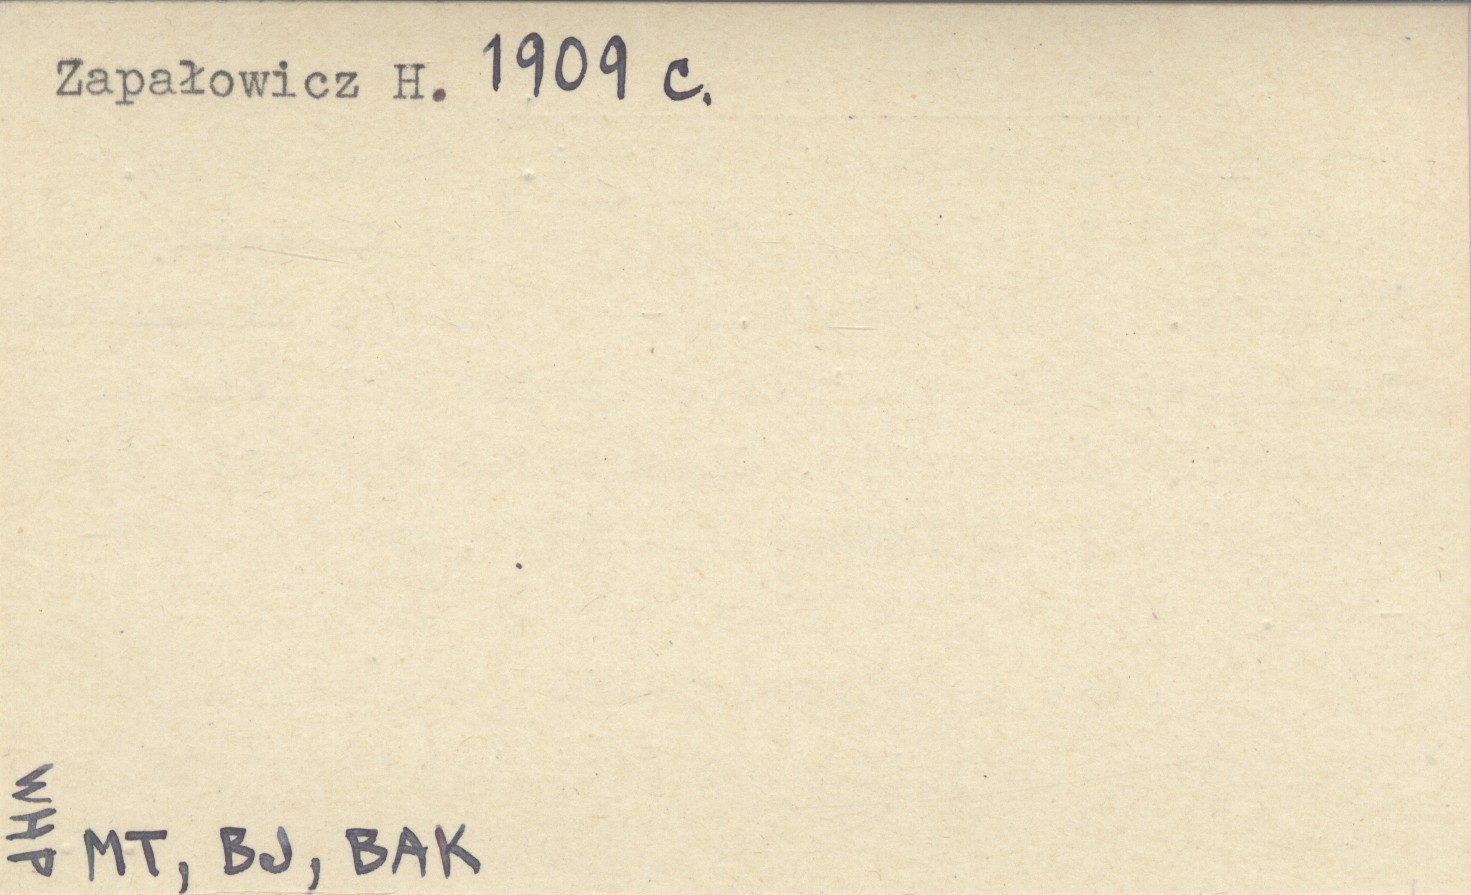 Zapałowicz H. 1909 c.
WHP
MT, BJ, BAK